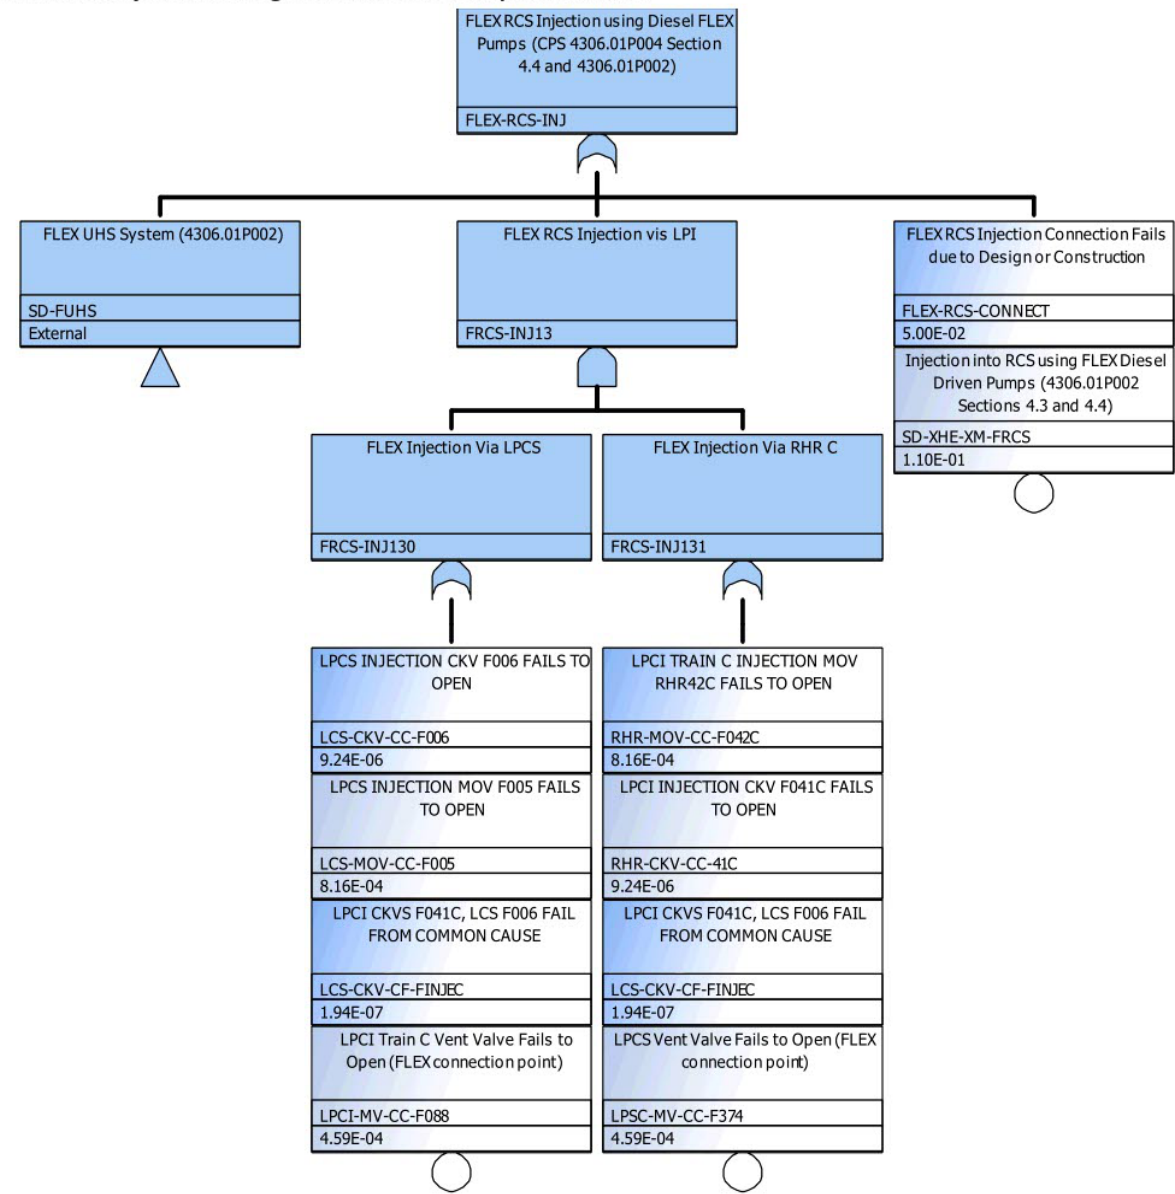 FLEX RCS Injection using Diesel FLEX
Pumps (CPS 4306.01P004 Section
4.4 and 4306.01P002)
FLEX-RCS-INJ
FLEX UHS System (4306.01P002)
SD-FUHS
External
FLEX RCS Injection vis LPI
FRCS-INJ13
FLEX RCS Injection Connection Fails
due to Design or Construction
FLEX-RCS-CONNECT
5.00E-02
Injection into RCS using FLEX Diesel
Driven Pumps (4306.01P002
Sections 4.3 and 4.4)
SD-XHE-XM-FRCS
1.10E-01
FLEX Injection Via LPCS
FRCS-INJ130
FLEX Injection Via RHR C
FRCS-INJ131
LPCS INJECTION CKV F006 FAILS TO
OPEN
LCS-CKV-CC-F006
9.24E-06
LPCS INJECTION MOV F005 FAILS
TO OPEN
LCS-MOV-CC-F005
8.16E-04
LPCI CKVS F041C, LCS F006 FAIL
FROM COMMON CAUSE
LCS-CKV-CF-FINJEC
1.94E-07
LPCI Train C Vent Valve Fails to
Open (FLEX connection point)
LPCI-MV-CC-F088
4.59E-04
LPCI TRAIN C INJECTION MOV
RHR42C FAILS TO OPEN
RHR-MOV-CC-F042C
8.16E-04
LPCI INJECTION CKV F041C FAILS
TO OPEN
RHR-CKV-CC-41C
9.24E-06
LPCI CKVS F041C, LCS F006 FAIL
FROM COMMON CAUSE
LCS-CKV-CF-FINJEC
1.94E-07
LPCS Vent Valve Fails to Open (FLEX
connection point)
LPSC-MV-CC-F374
4.59E-04